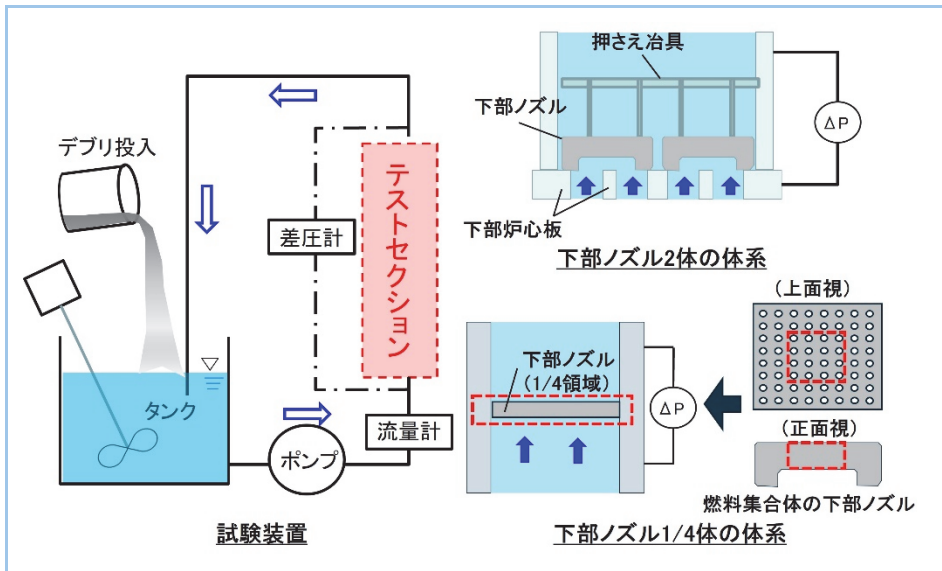 デブリ投入
タンク
差圧計
テストセクション
ポンプ
流量計
試験装置
押さえ冶具
下部ノズル
下部炉心板
ΔP
下部ノズル2体の体系
下部ノズル
(1/4領域)
ΔP
下部ノズル1/4体の体系
(上面視)
(正面視)
燃料集合体の下部ノズル